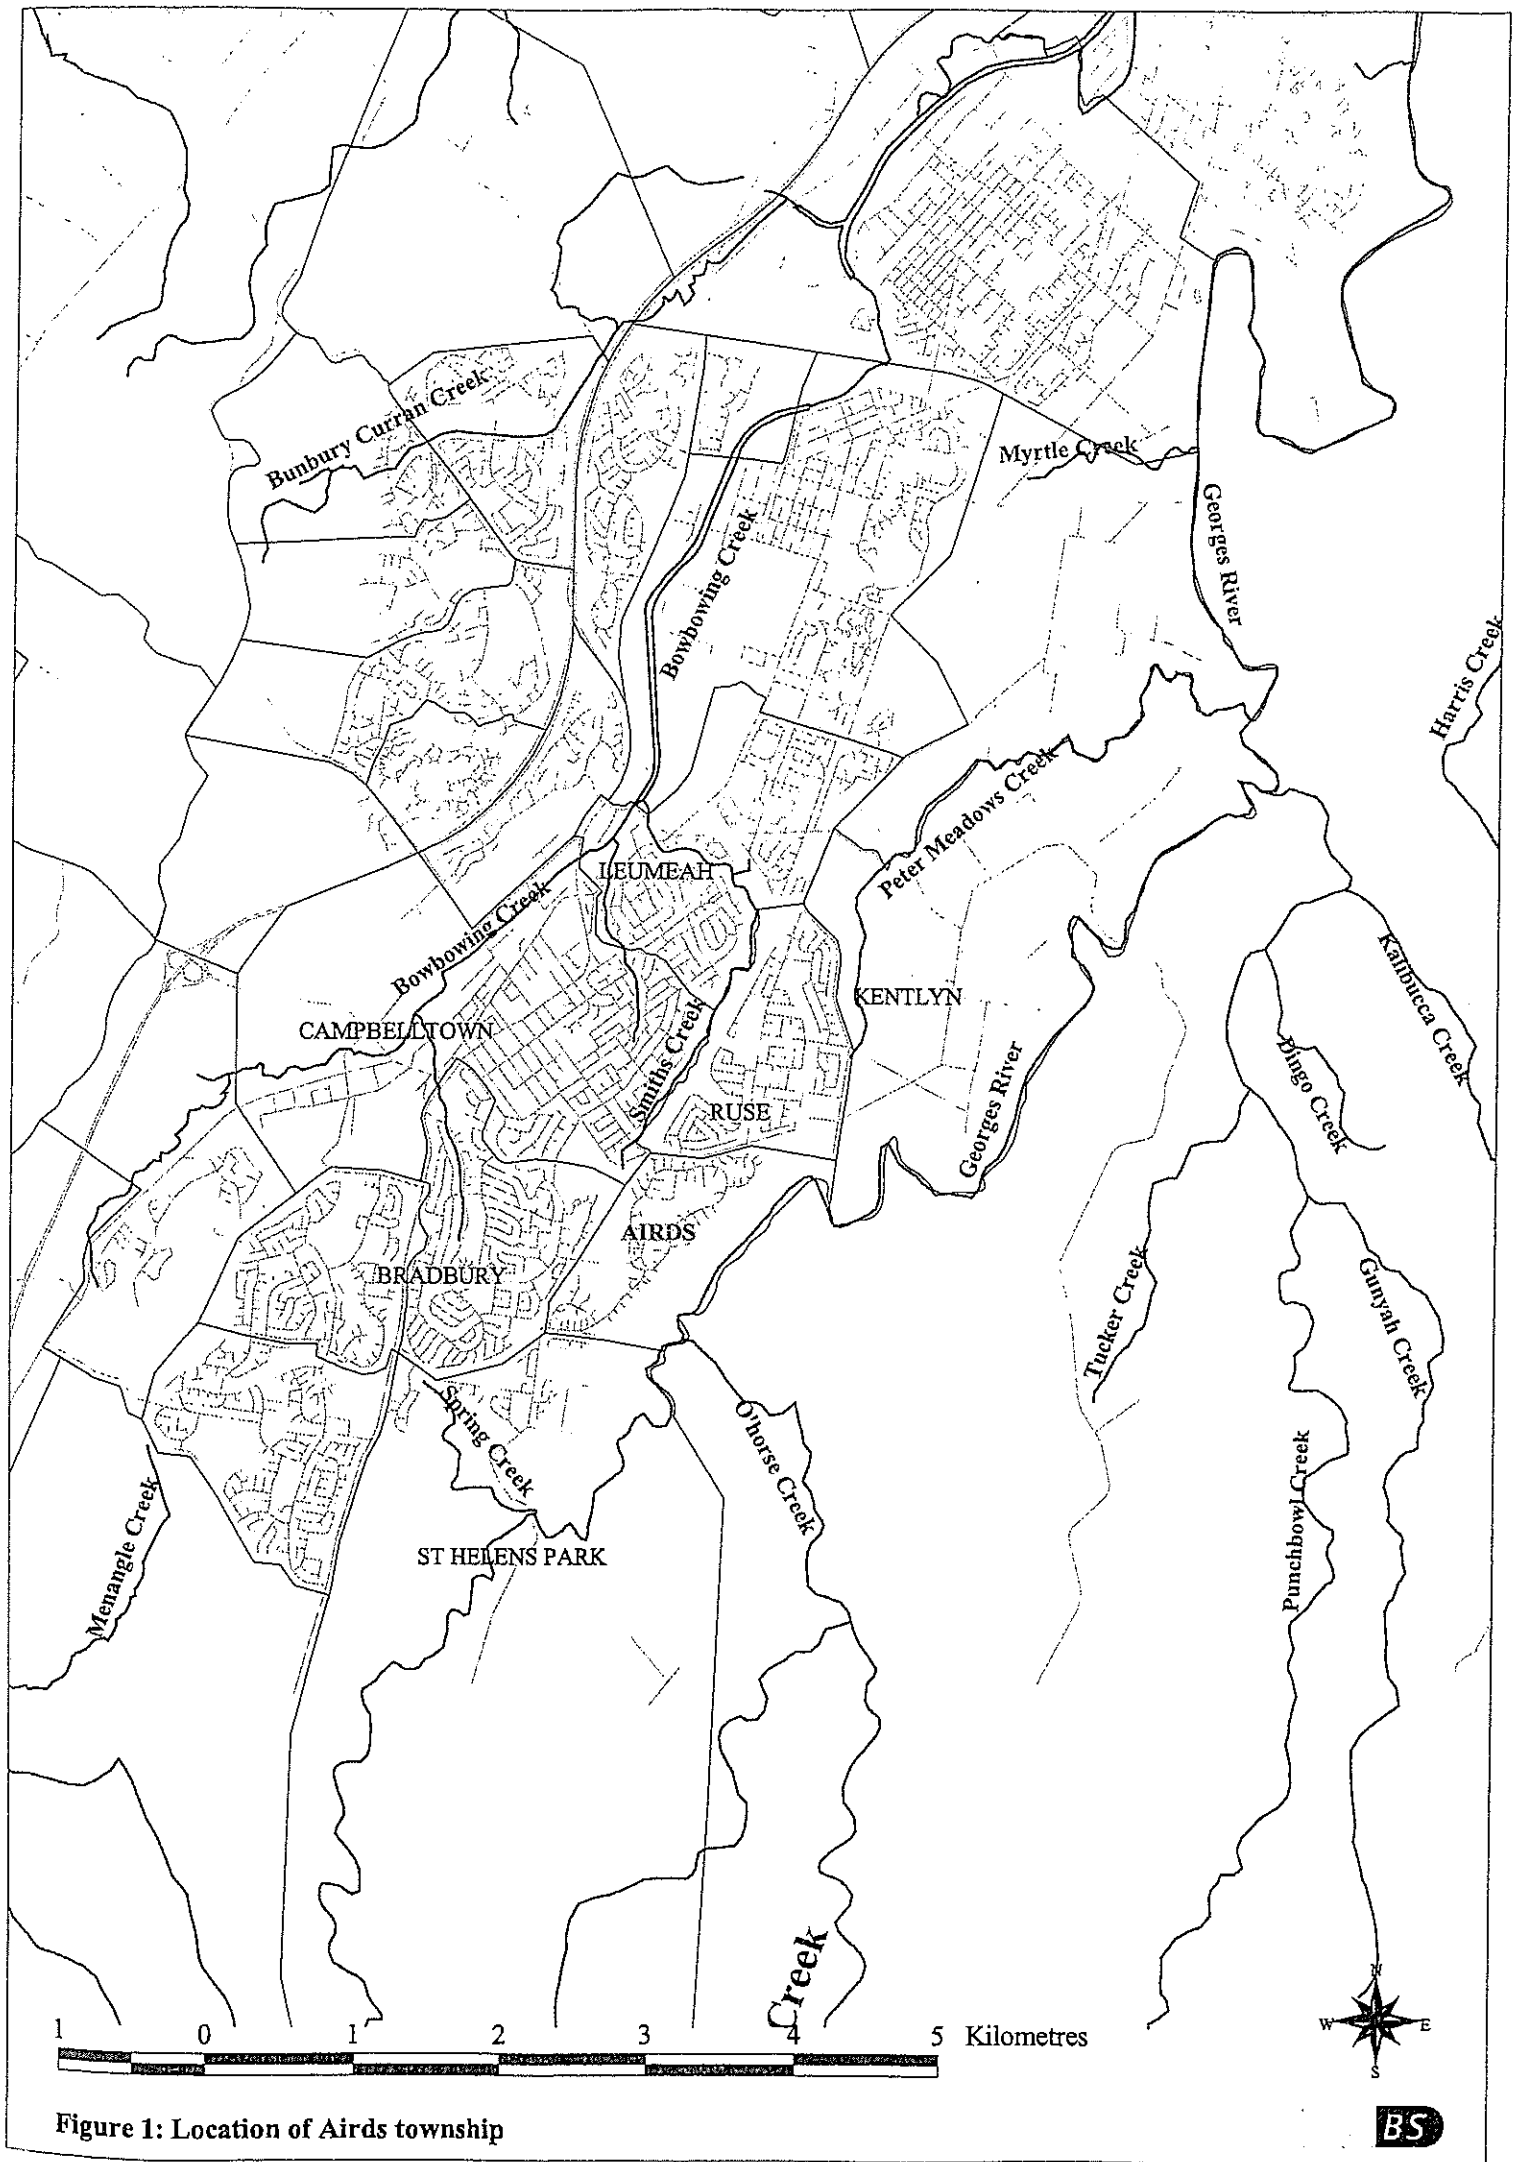 Bunbury Curran Creek
Myrtle Creek
Georges River
Bowbowing Creek
Harris Creek
Peter Meadows Creek
LEUMEAH
Bowbowing Creek
Kalibucca Creek
KENTLYN
CAMPBELLTOWN
Smiths Creek
Dingo Creek
Georges River
RUSE
AIRDS
BRADBURY
Tucker Creek
Gunyah Creek
Spring Creek
O'horse Creek
Punchbowl Creek
Menangle Creek
ST HELENS PARK
Creek
N
W E
S
1 0 1 2 3 4 5 Kilometres
Figure 1: Location of Airds township
BS